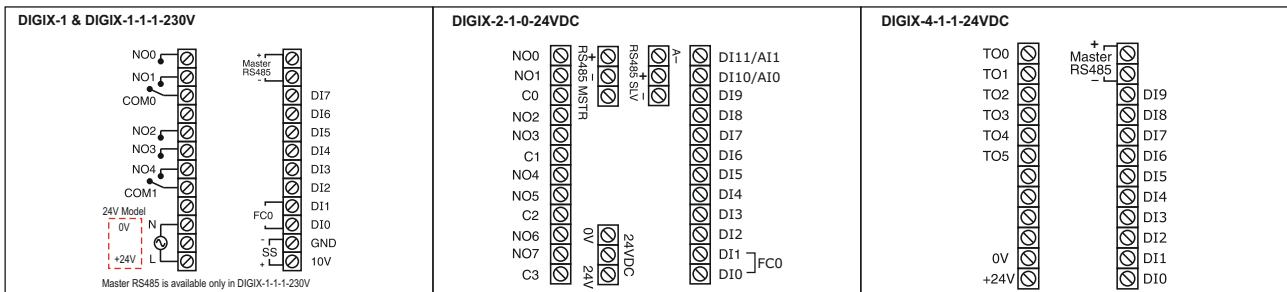 DIGIX-1 & DIGIX-1-1-1-230V
NO0
NO1
COM0
NO2
NO3
NO4
COM1
24V Model
0V
+24V
N
L
+
Master
RS485
-
DI7
DI6
DI5
DI4
DI3
DI2
DI1
DI0
FC0
GND
10V
-
SS
+
Master RS485 is available only in DIGIX-1-1-1-230V
DIGIX-2-1-0-24VDC
NO0
NO1
C0
NO2
NO3
C1
NO4
NO5
C2
NO6
NO7
C3
+
-
RS485 MSTR
A-
+
-
RS485 SLV
0V
24V
24VDC
DI11/AI1
DI10/AI0
DI9
DI8
DI7
DI6
DI5
DI4
DI3
DI2
DI1
DI0
FC0
DIGIX-4-1-1-24VDC
TO0
TO1
TO2
TO3
TO4
TO5
0V
+24V
+
Master
RS485
-
DI9
DI8
DI7
DI6
DI5
DI4
DI3
DI2
DI1
DI0